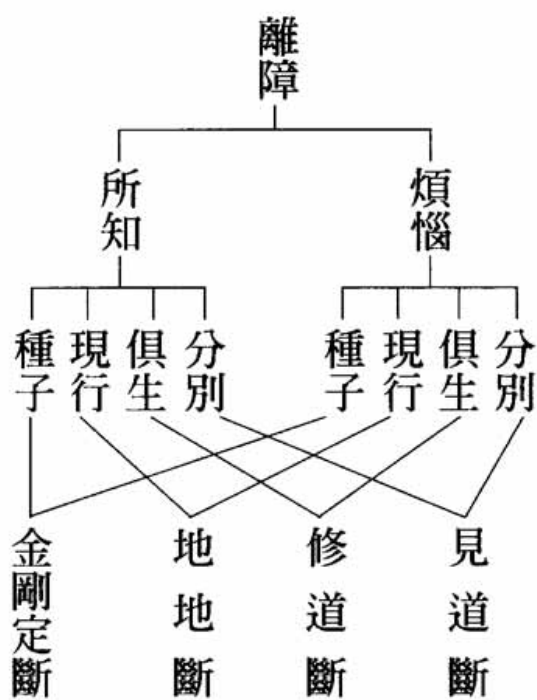 離障
煩惱
所知
分別
俱生
現行
種子
分別
俱生
現行
種子
見道斷
修道斷
地地斷
金剛定斷